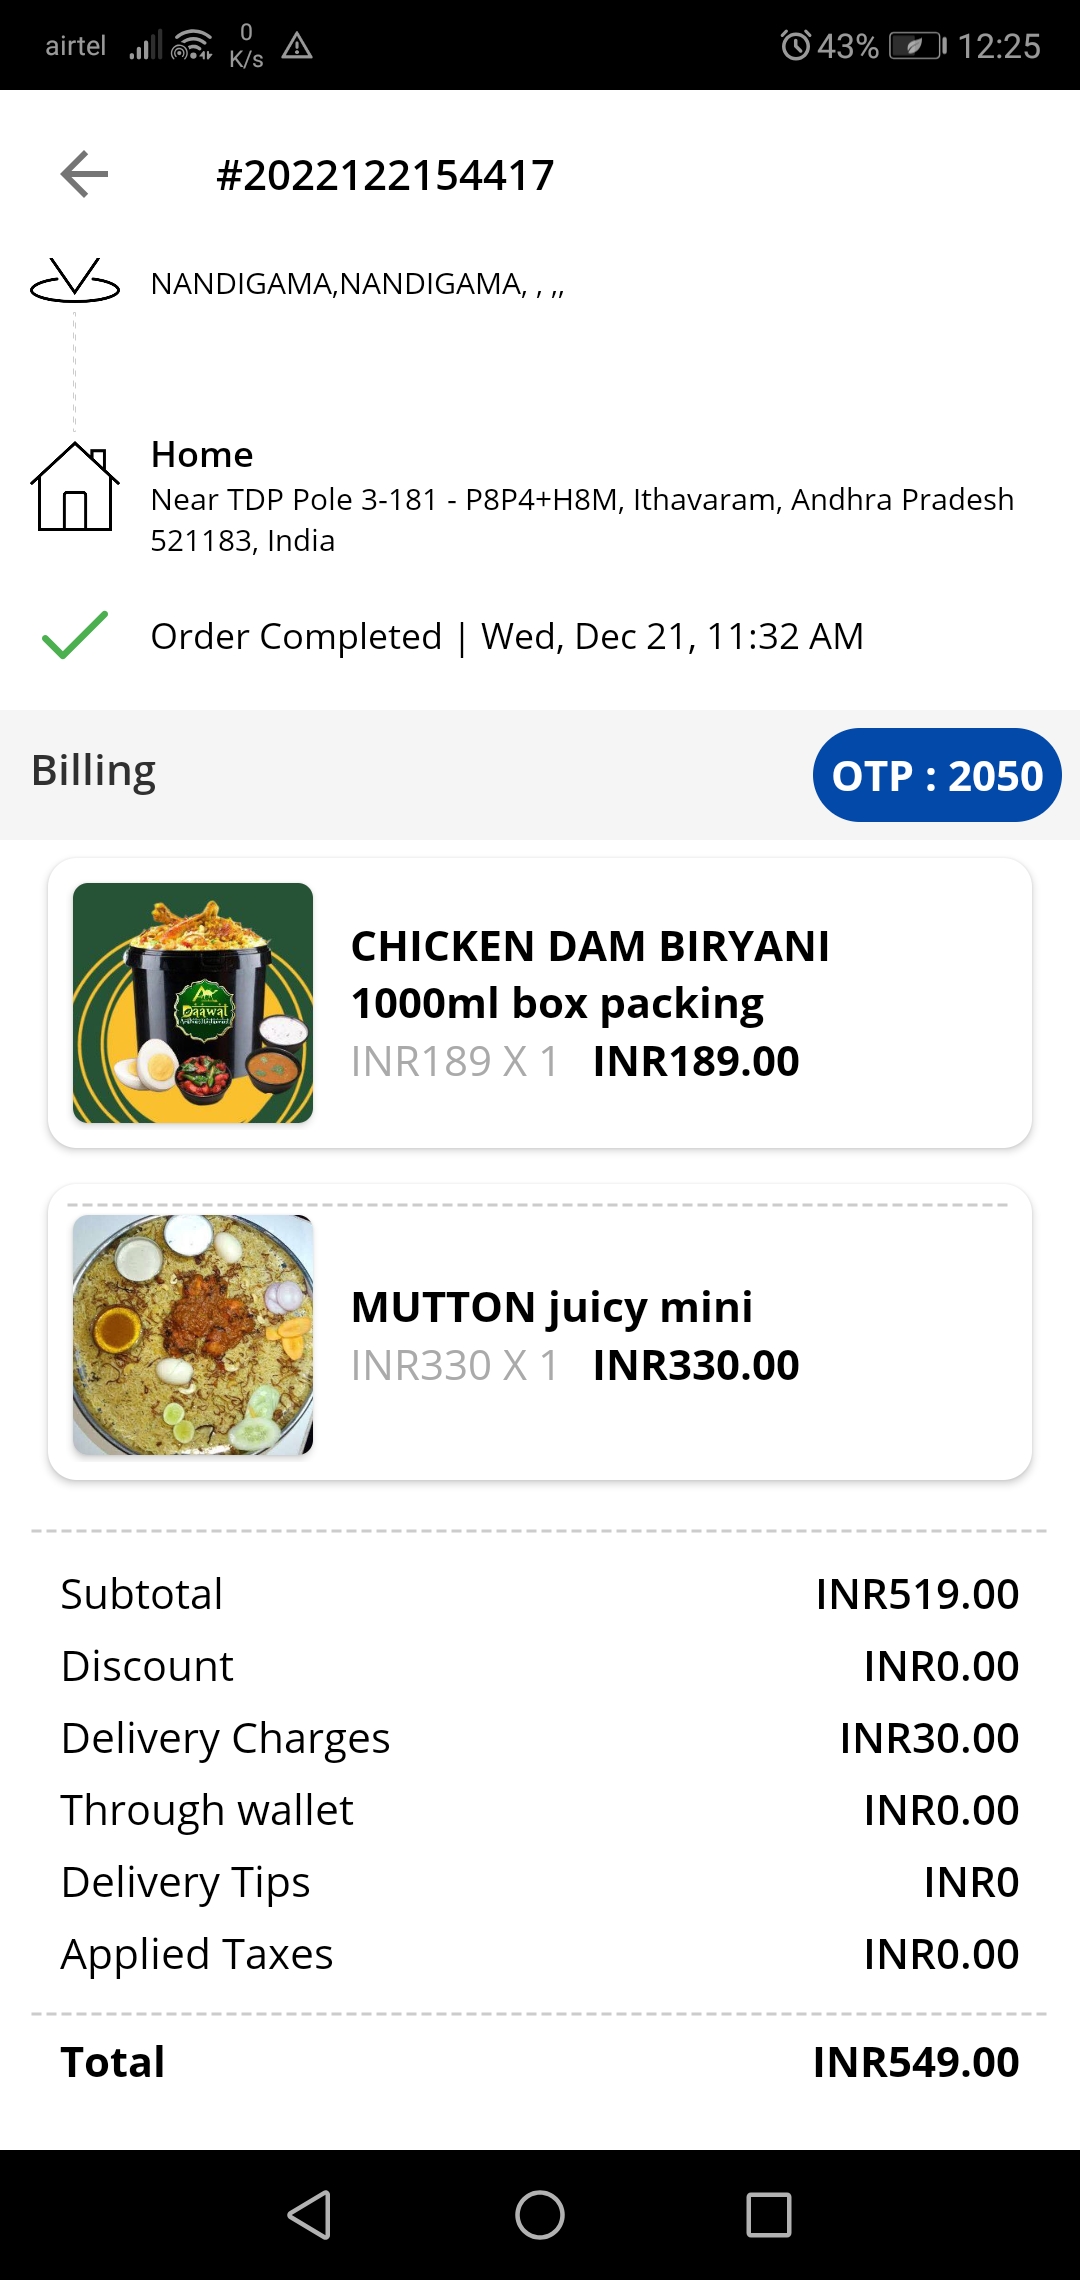 airtel 0 K/s 43% 12:25
#2022122154417
NANDIGAMA,NANDIGAMA, , ,,
Home
Near TDP Pole 3-181 - P8P4+H8M, Ithavaram, Andhra Pradesh
521183, India
Order Completed | Wed, Dec 21, 11:32 AM
Billing
OTP : 2050
Daawat
CHICKEN DAM BIRYANI
1000ml box packing
INR189 X 1 INR189.00
MUTTON juicy mini
INR330 X 1 INR330.00
Subtotal INR519.00
Discount INR0.00
Delivery Charges INR30.00
Through wallet INR0.00
Delivery Tips INR0
Applied Taxes INR0.00
Total INR549.00